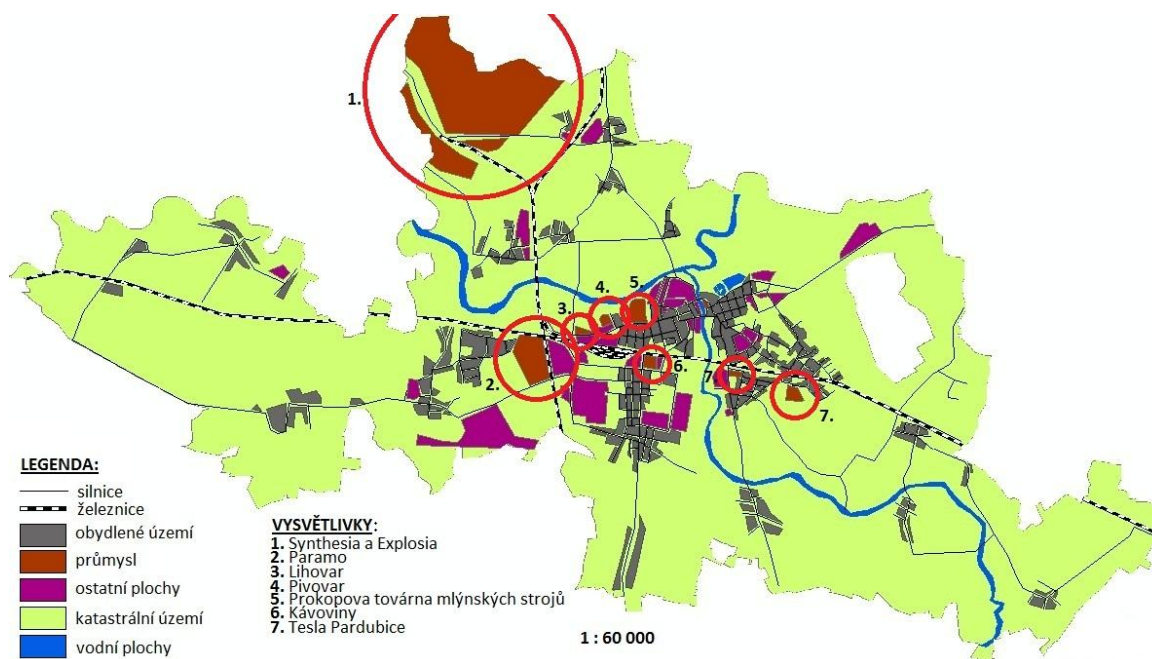 1.
4.
5.
3.
2.
6.
7.
7.
LEGENDA:
silnice
železnice
obydlené území
průmysl
ostatní plochy
katastrální území
vodní plochy
VYSVĚTLIVKY:
1. Synthesia a Explosia
2. Paramo
3. Lihovar
4. Pivovar
5. Prokopova továrna mlýnských strojů
6. Kávoviny
7. Tesla Pardubice
1 : 60 000